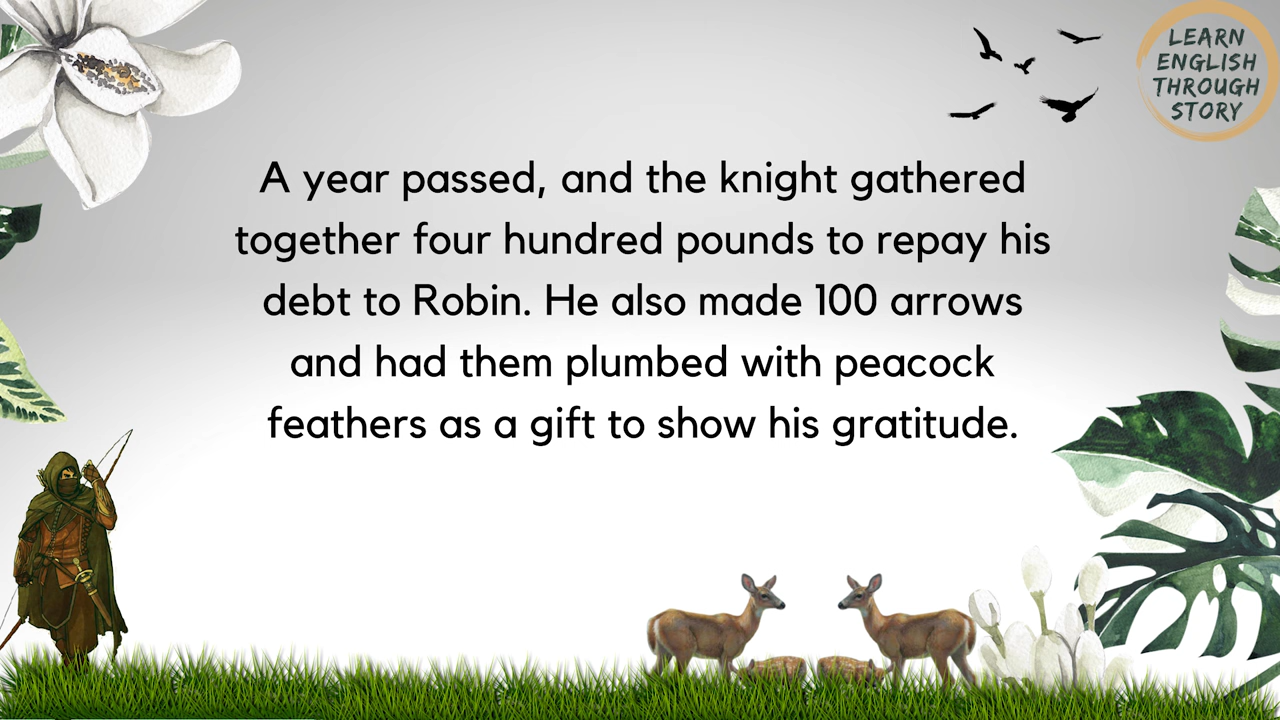 LEARN
ENGLISH
THROUGH
STORY
A year passed, and the knight gathered
together four hundred pounds to repay his
debt to Robin. He also made 100 arrows
and had them plumbed with peacock
feathers as a gift to show his gratitude.